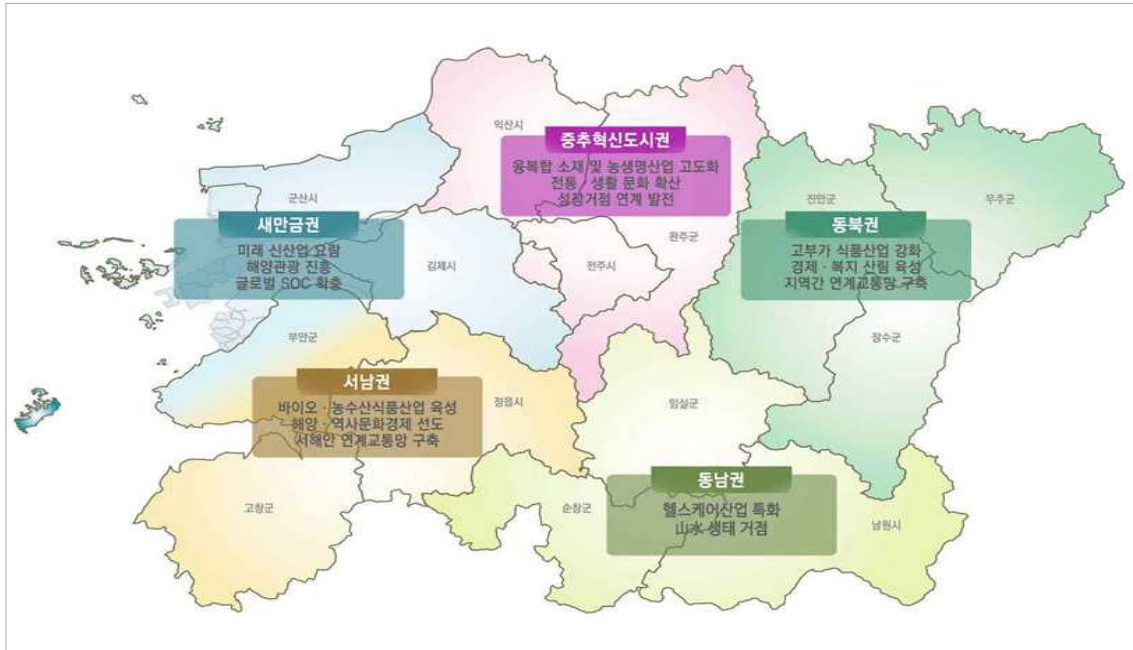 익산시
중추혁신도시권
융복합 소재 및 농생명산업 고도화
전통·생활 문화 확산
성광거점 연계 발전
군산시
진안군
무주군
새만금권
미래 신산업 요람
해양관광 진흥
글로벌 SOC 확충
김제시
전주시
완주군
동북권
고부가 식품산업 강화
경제·복지 산림 육성
지역간 연계교통망 구축
부안군
장수군
서남권
바이오·농수산식품산업 육성
해양·역사문화경제 선도
서해안 연계교통망 구축
정읍시
임실군
고창군
순창군
동남권
헬스케어산업 특화
山水 생태 거점
남원시